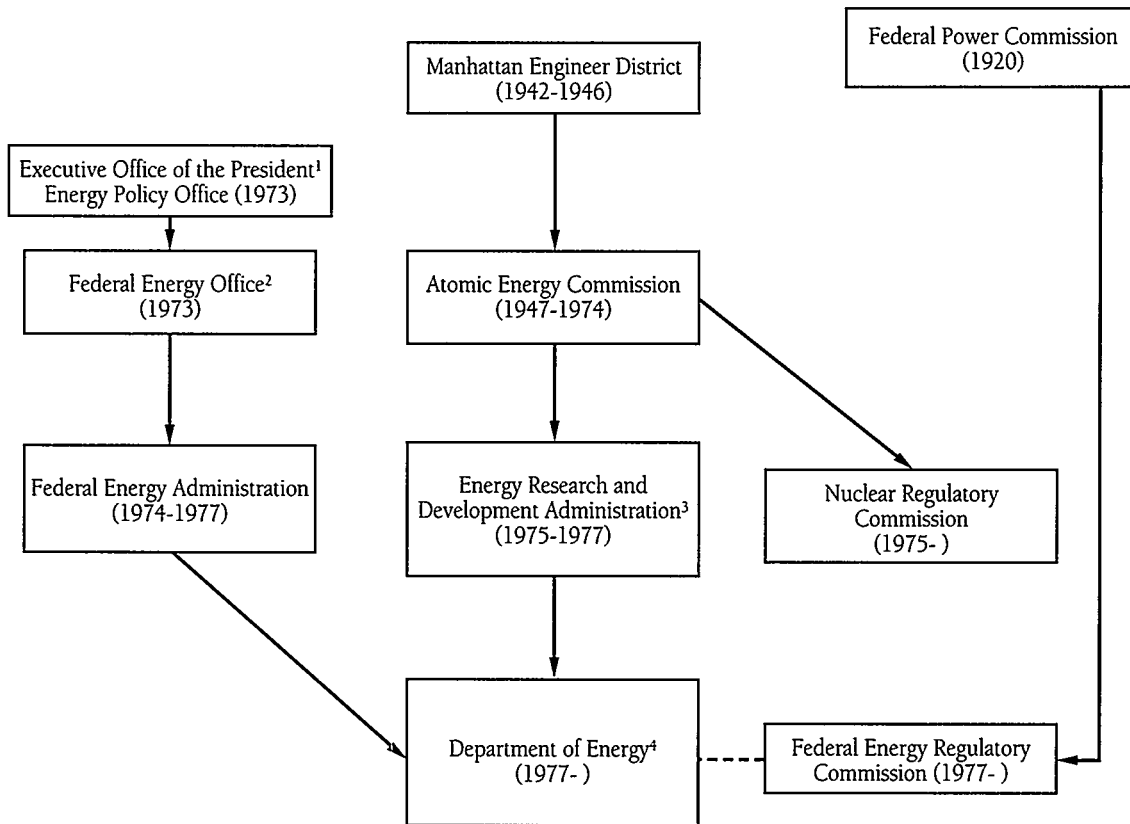 Federal Power Commission
(1920)
Manhattan Engineer District
(1942-1946)
Executive Office of the President¹
Energy Policy Office (1973)
Federal Energy Office²
(1973)
Atomic Energy Commission
(1947-1974)
Federal Energy Administration
(1974-1977)
Energy Research and
Development Administration³
(1975-1977)
Nuclear Regulatory
Commission
(1975- )
Department of Energy⁴
(1977- )
Federal Energy Regulatory
Commission (1977- )